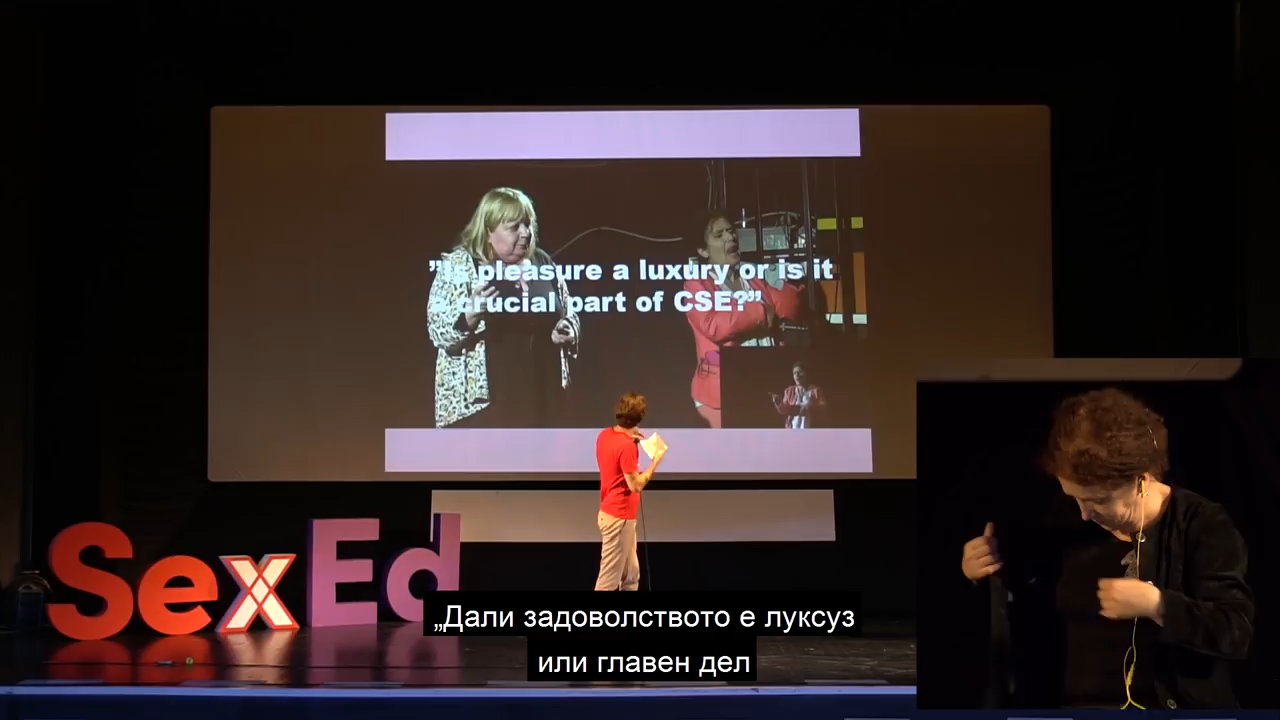 ”Is pleasure a luxury or is it
a crucial part of CSE?”
SexEd
„Дали задоволството е луксуз
или главен дел